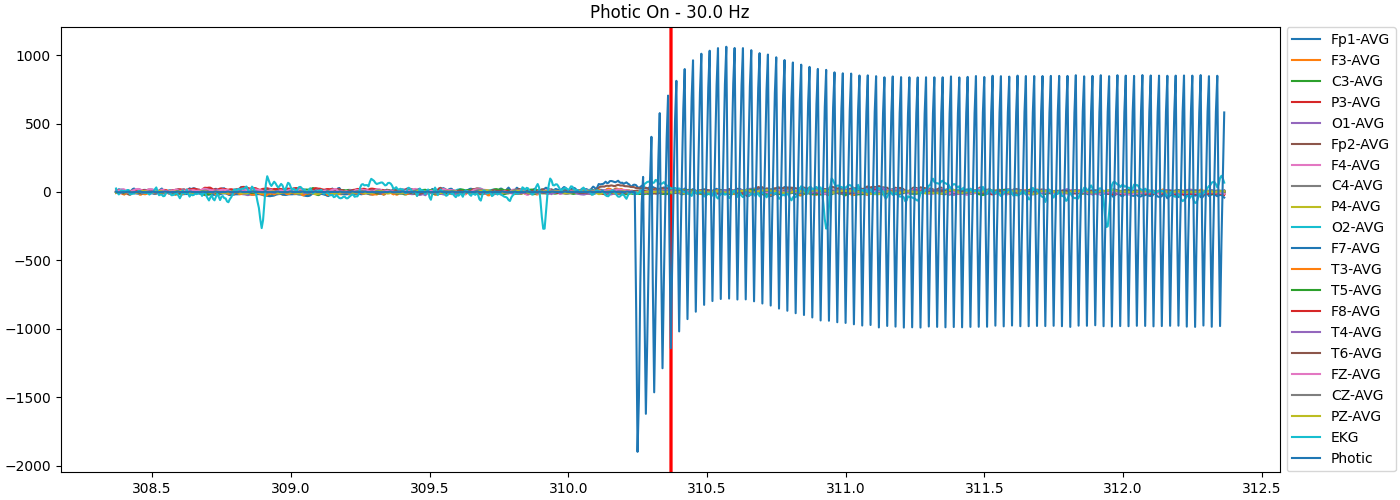 Photic On - 30.0 Hz
1000
500
0
−500
−1000
−1500
−2000
308.5 309.0 309.5 310.0 310.5 311.0 311.5 312.0 312.5
Fp1-AVG
F3-AVG
C3-AVG
P3-AVG
O1-AVG
Fp2-AVG
F4-AVG
C4-AVG
P4-AVG
O2-AVG
F7-AVG
T3-AVG
T5-AVG
F8-AVG
T4-AVG
T6-AVG
FZ-AVG
CZ-AVG
PZ-AVG
EKG
Photic